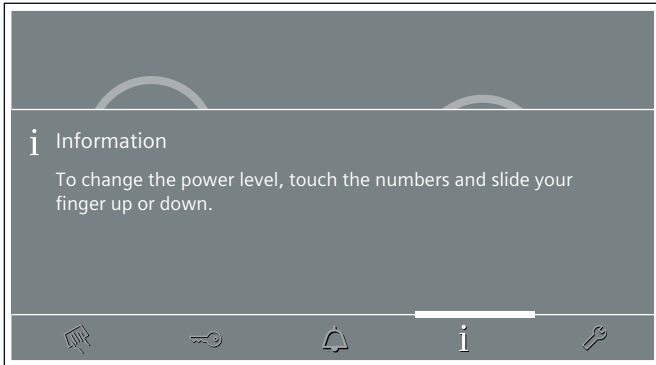 i Information
To change the power level, touch the numbers and slide your
finger up or down.
i